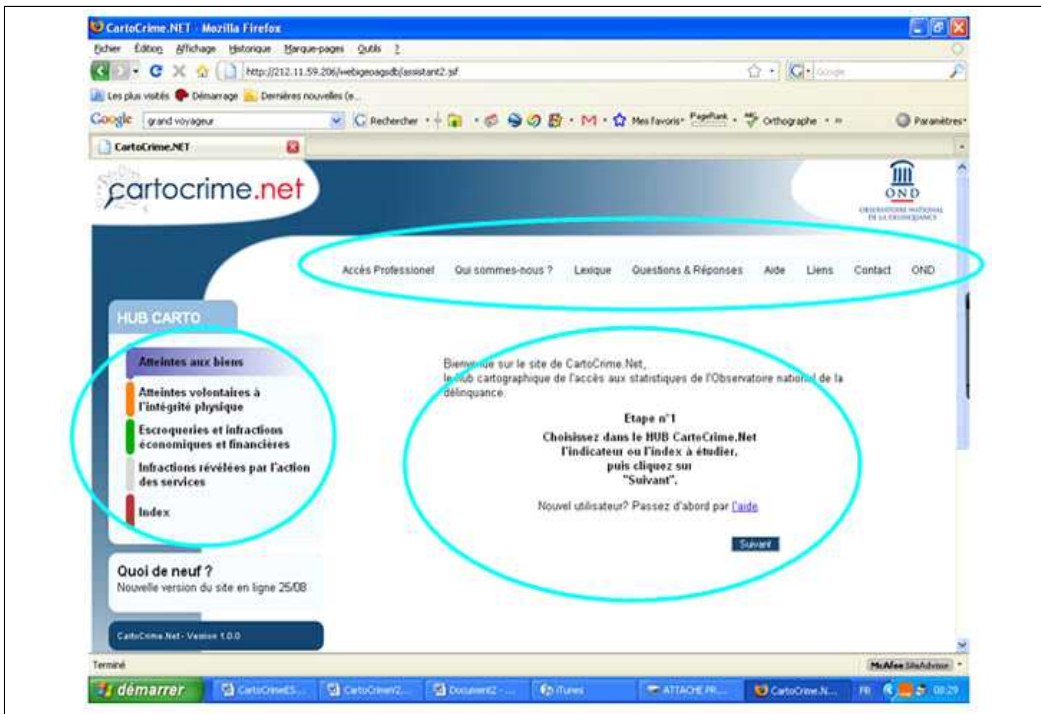 CartoCrime.NET - Mozilla Firefox
Fichier Édition Affichage Historique Marque-pages Outils ?
http://212.11.59.206/webgeoagsdb/assistant2.jsf
Google
Les plus visités Démarrage Dernières nouvelles (e...
Google grand voyageur Rechercher Mes favoris PageRank Orthographe Paramètres
CartoCrime.NET
cartocrime.net
OND
OBSERVATOIRE NATIONAL
DE LA DELINQUANCE
Accès Professionel Qui sommes-nous ? Lexique Questions & Réponses Aide Liens Contact OND
HUB CARTO
Atteintes aux biens
Atteintes volontaires à
l'intégrité physique
Escroqueries et infractions
économiques et financières
Infractions révélées par l'action
des services
Index
Bienvenue sur le site de CartoCrime.Net,
le hub cartographique de l'accès aux statistiques de l'Observatoire national de la
délinquance.
Etape n°1
Choisissez dans le HUB CartoCrime.Net
l'indicateur ou l'index à étudier,
puis cliquez sur
"Suivant".
Nouvel utilisateur? Passez d'abord par l'aide
Suivant
Quoi de neuf ?
Nouvelle version du site en ligne 25/08
CartoCrime.Net - Version 1.0.0
Terminé
McAfee SiteAdvisor
démarrer CartoCrimeES... CartoCrimeV2... Document2 - ... iTunes ATTACHE PR... CartoCrime.N... FR 08:29